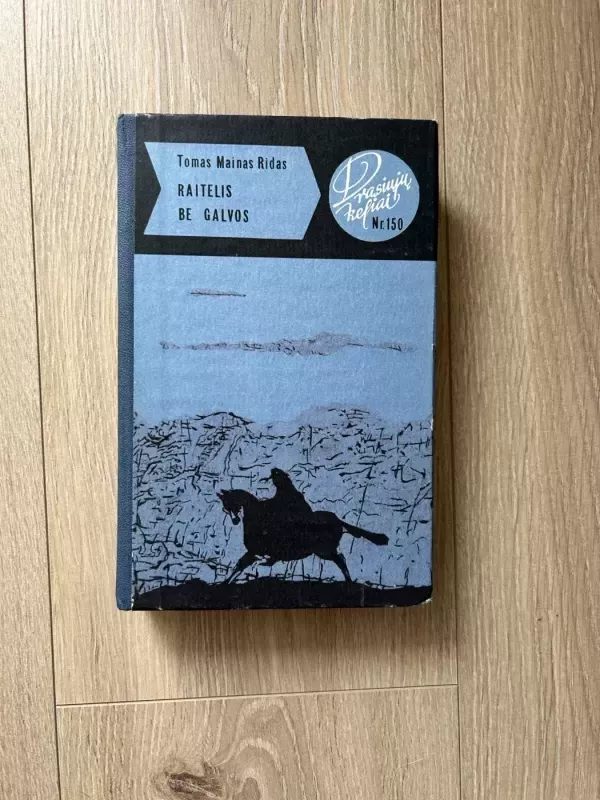 Tomas Mainas Ridas
RAITELIS
BE GALVOS
Drąsiųjų
keliai
Nr.150